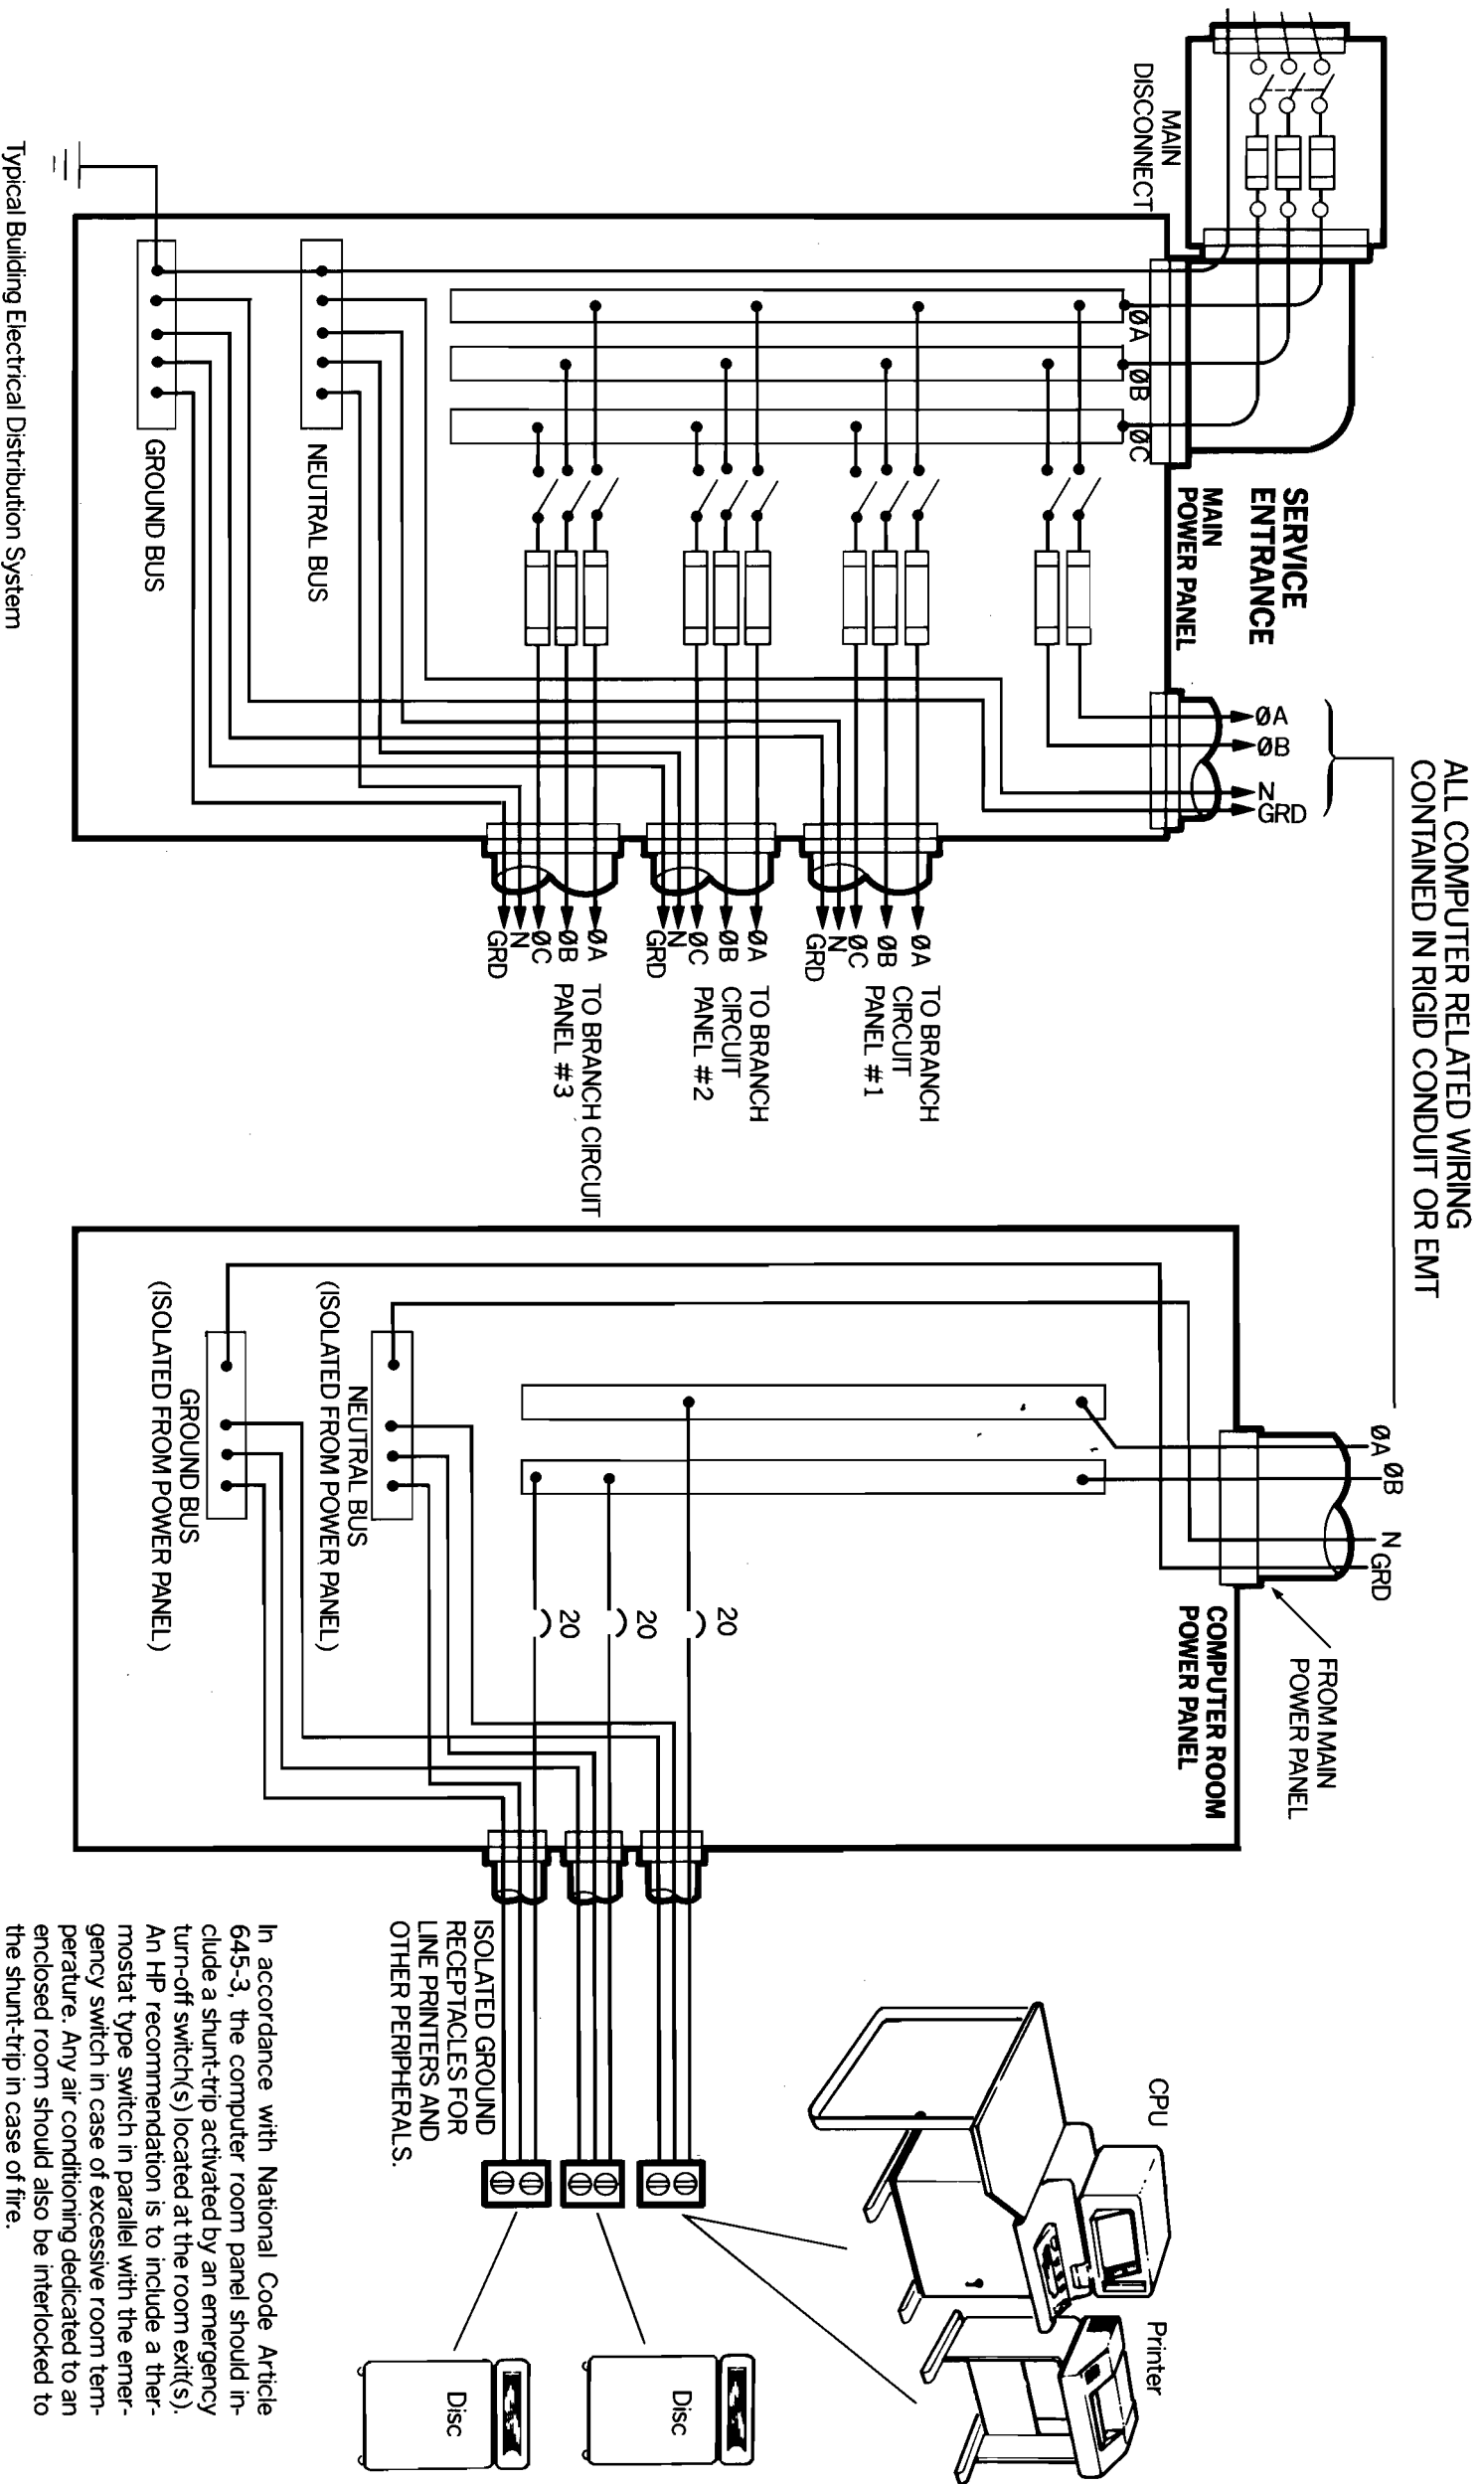 ALL COMPUTER RELATED WIRING
CONTAINED IN RIGID CONDUIT OR EMT
MAIN
DISCONNECT
SERVICE
ENTRANCE
MAIN
POWER PANEL
ØA
ØB
N
GRD
ØA
ØB
ØC
ØA
ØB
ØC
N
GRD
TO BRANCH
CIRCUIT
PANEL #1
ØA
ØB
ØC
N
GRD
TO BRANCH
CIRCUIT
PANEL #2
ØA
ØB
ØC
N
GRD
TO BRANCH CIRCUIT
PANEL #3
NEUTRAL BUS
GROUND BUS
Typical Building Electrical Distribution System
ØA
ØB
N
GRD
FROM MAIN
POWER PANEL
COMPUTER ROOM
POWER PANEL
20
20
20
NEUTRAL BUS
(ISOLATED FROM POWER PANEL)
GROUND BUS
(ISOLATED FROM POWER PANEL)
CPU
Printer
Disc
Disc
ISOLATED GROUND
RECEPTACLES FOR
LINE PRINTERS AND
OTHER PERIPHERALS.
In accordance with National Code Article
645-3, the computer room panel should in-
clude a shunt-trip activated by an emergency
turn-off switch(s) located at the room exit(s).
An HP recommendation is to include a ther-
mostat type switch in parallel with the emer-
gency switch in case of excessive room tem-
perature. Any air conditioning dedicated to an
enclosed room should also be interlocked to
the shunt-trip in case of fire.